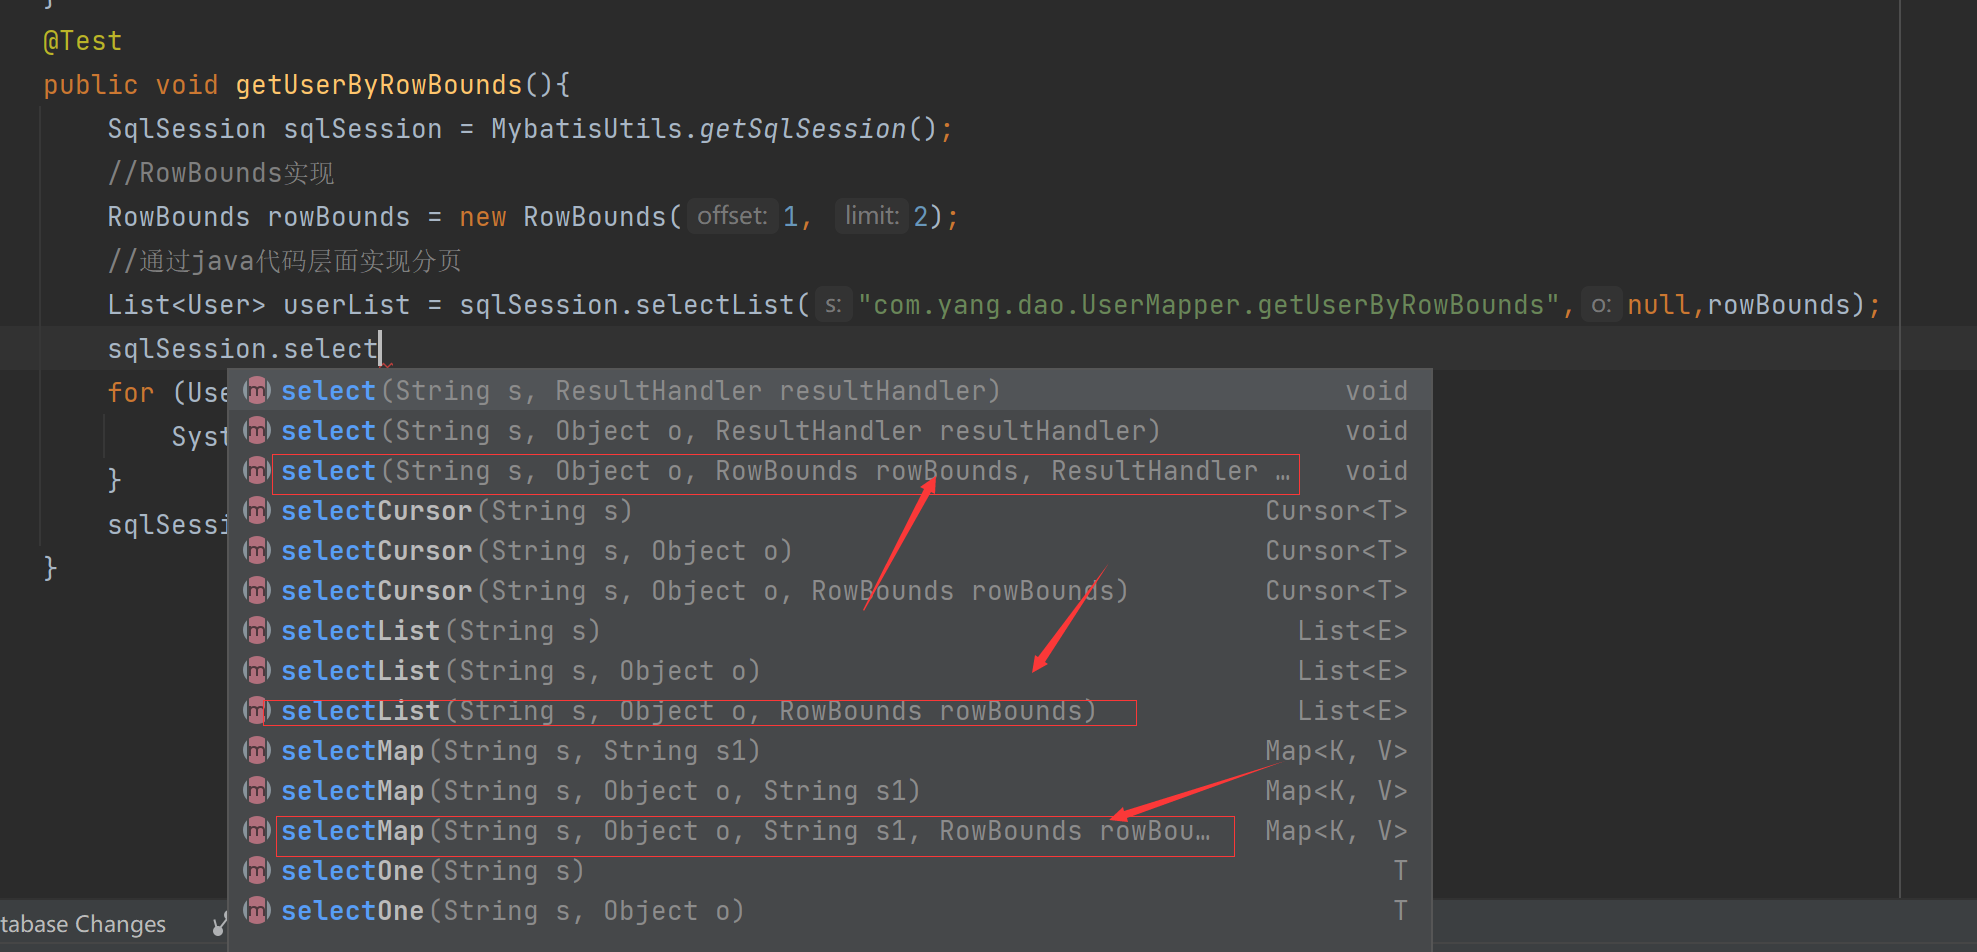 }
@Test
public void getUserByRowBounds(){
SqlSession sqlSession = MybatisUtils.getSqlSession();
//RowBounds实现
RowBounds rowBounds = new RowBounds( offset: 1, limit: 2);
//通过java代码层面实现分页
List<User> userList = sqlSession.selectList( s: "com.yang.dao.UserMapper.getUserByRowBounds", o: null,rowBounds);
sqlSession.select
for (Use
select(String s, ResultHandler resultHandler) void
Syst
select(String s, Object o, ResultHandler resultHandler) void
}
select(String s, Object o, RowBounds rowBounds, ResultHandler … void
sqlSessi
selectCursor(String s) Cursor<T>
selectCursor(String s, Object o) Cursor<T>
}
selectCursor(String s, Object o, RowBounds rowBounds) Cursor<T>
selectList(String s) List<E>
selectList(String s, Object o) List<E>
selectList(String s, Object o, RowBounds rowBounds) List<E>
selectMap(String s, String s1) Map<K, V>
selectMap(String s, Object o, String s1) Map<K, V>
selectMap(String s, Object o, String s1, RowBounds rowBou… Map<K, V>
selectOne(String s) T
selectOne(String s, Object o) T
tabase Changes